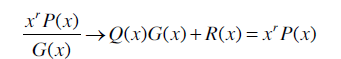 x^r P(x) / G(x) → Q(x)G(x) + R(x) = x^r P(x)